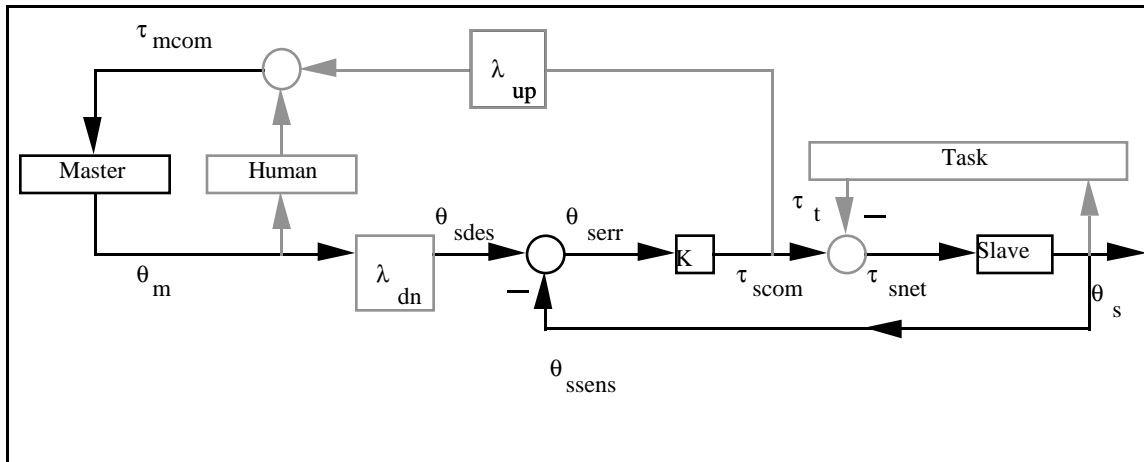 τ mcom
λ up
Master
Human
Task
θ sdes
θ serr
τ t
K
Slave
θ m
λ dn
τ scom
τ snet
θ s
θ ssens